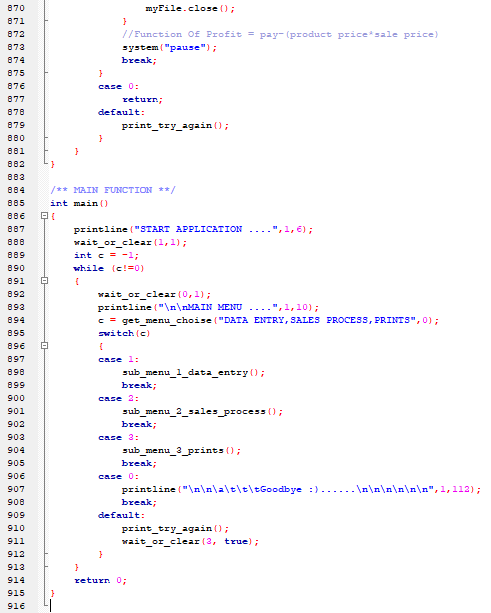 870 myFile.close();
871 }
872 //Function Of Profit = pay-(product price*sale price)
873 system("pause");
874 break;
875 }
876 case 0:
877 return;
878 default:
879 print_try_again();
880 }
881 }
882 }
883
884 /** MAIN FUNCTION **/
885 int main()
886 {
887 printline("START APPLICATION ....",1,6);
888 wait_or_clear(1,1);
889 int c = -1;
890 while (c!=0)
891 {
892 wait_or_clear(0,1);
893 printline("\n\nMAIN MENU ....",1,10);
894 c = get_menu_choise("DATA ENTRY,SALES PROCESS,PRINTS",0);
895 switch(c)
896 {
897 case 1:
898 sub_menu_1_data_entry();
899 break;
900 case 2:
901 sub_menu_2_sales_process();
902 break;
903 case 3:
904 sub_menu_3_prints();
905 break;
906 case 0:
907 printline("\n\n\a\t\t\tGoodbye :)......\n\n\n\n\n\n",1,112);
908 break;
909 default:
910 print_try_again();
911 wait_or_clear(3, true);
912 }
913 }
914 return 0;
915 }
916